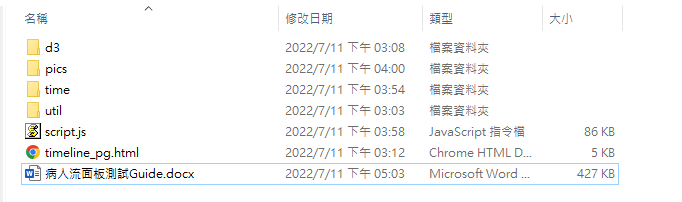 名稱 修改日期 類型 大小
d3 2022/7/11 下午 03:08 檔案資料夾
pics 2022/7/11 下午 04:00 檔案資料夾
time 2022/7/11 下午 03:54 檔案資料夾
util 2022/7/11 下午 03:03 檔案資料夾
script.js 2022/7/11 下午 03:58 JavaScript 指令檔 86 KB
timeline_pg.html 2022/7/11 下午 03:12 Chrome HTML D... 5 KB
病人流面板測試Guide.docx 2022/7/11 下午 05:03 Microsoft Word ... 427 KB